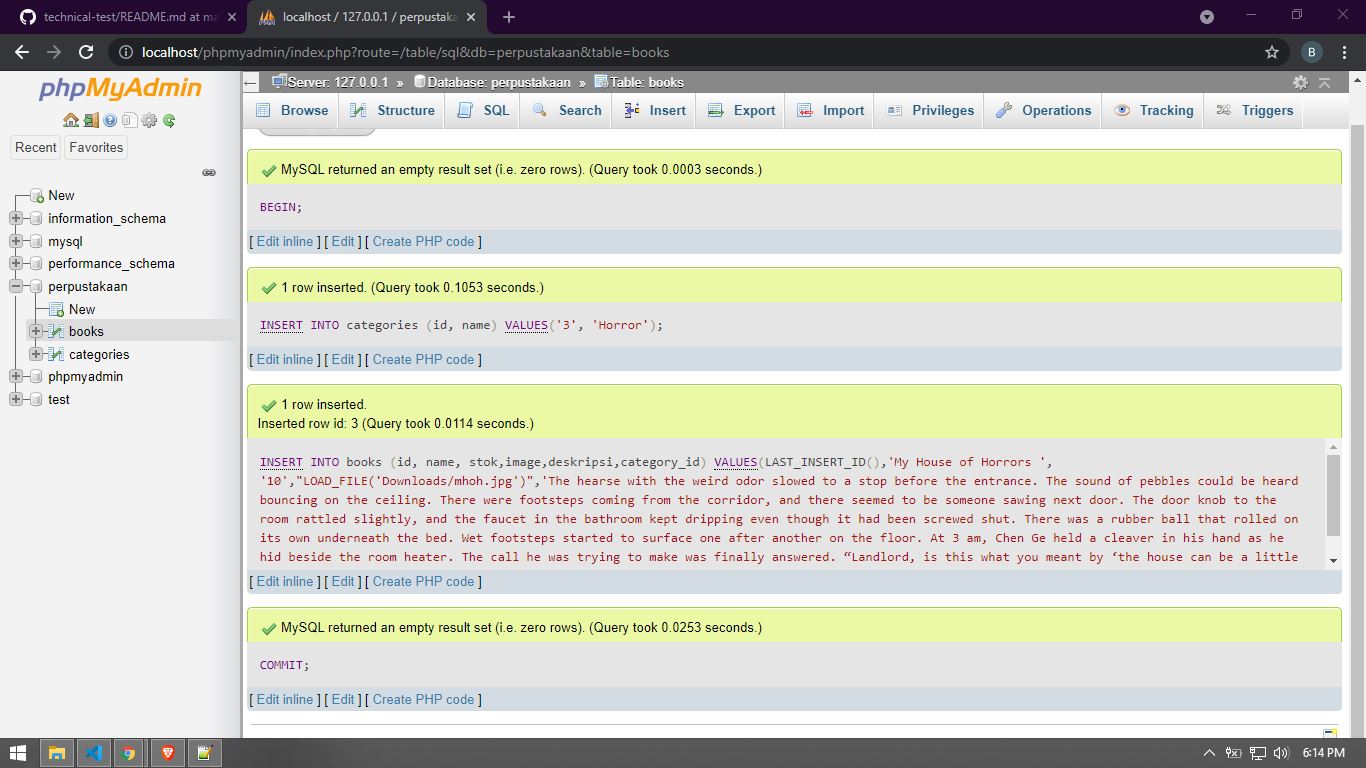 technical-test/README.md at ma
localhost / 127.0.0.1 / perpustaka
localhost/phpmyadmin/index.php?route=/table/sql&db=perpustakaan&table=books
B
phpMyAdmin
Recent
Favorites
New
information_schema
mysql
performance_schema
perpustakaan
New
books
categories
phpmyadmin
test
Server: 127.0.0.1 » Database: perpustakaan » Table: books
Browse Structure SQL Search Insert Export Import Privileges Operations Tracking Triggers
MySQL returned an empty result set (i.e. zero rows). (Query took 0.0003 seconds.)
BEGIN;
[ Edit inline ] [ Edit ] [ Create PHP code ]
1 row inserted. (Query took 0.1053 seconds.)
INSERT INTO categories (id, name) VALUES('3', 'Horror');
[ Edit inline ] [ Edit ] [ Create PHP code ]
1 row inserted.
Inserted row id: 3 (Query took 0.0114 seconds.)
INSERT INTO books (id, name, stok,image,deskripsi,category_id) VALUES(LAST_INSERT_ID(),'My House of Horrors ',
'10',"LOAD_FILE('Downloads/mhoh.jpg')",'The hearse with the weird odor slowed to a stop before the entrance. The sound of pebbles could be heard
bouncing on the ceiling. There were footsteps coming from the corridor, and there seemed to be someone sawing next door. The door knob to the
room rattled slightly, and the faucet in the bathroom kept dripping even though it had been screwed shut. There was a rubber ball that rolled on
its own underneath the bed. Wet footsteps started to surface one after another on the floor. At 3 am, Chen Ge held a cleaver in his hand as he
hid beside the room heater. The call he was trying to make was finally answered. “Landlord, is this what you meant by ‘the house can be a little
[ Edit inline ] [ Edit ] [ Create PHP code ]
MySQL returned an empty result set (i.e. zero rows). (Query took 0.0253 seconds.)
COMMIT;
[ Edit inline ] [ Edit ] [ Create PHP code ]
6:14 PM